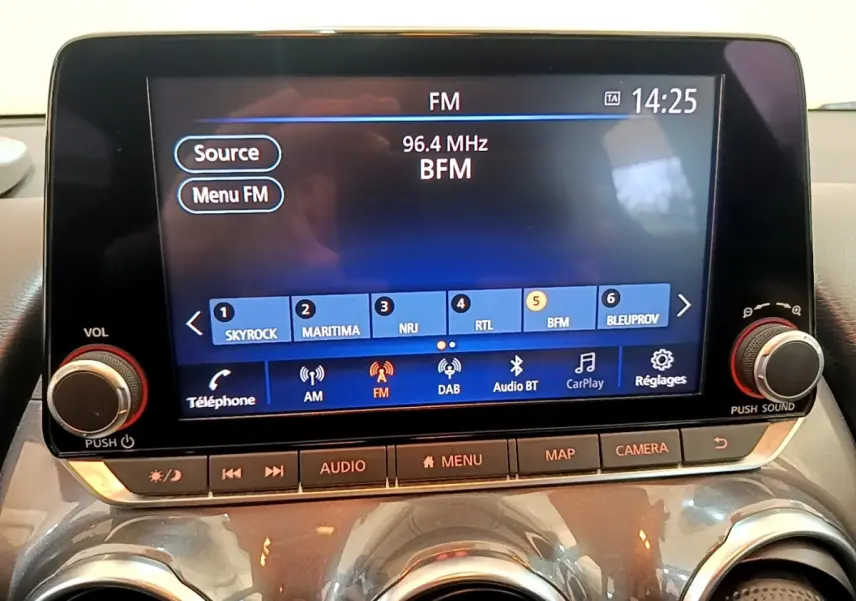 FM
TA 14:25
Source
96.4 MHz
BFM
Menu FM
1 SKYROCK
2 MARITIMA
3 NRJ
4 RTL
5 BFM
6 BLEUPROV
Téléphone
AM
FM
DAB
Audio BT
CarPlay
Réglages
VOL
PUSH
PUSH SOUND
AUDIO
MENU
MAP
CAMERA